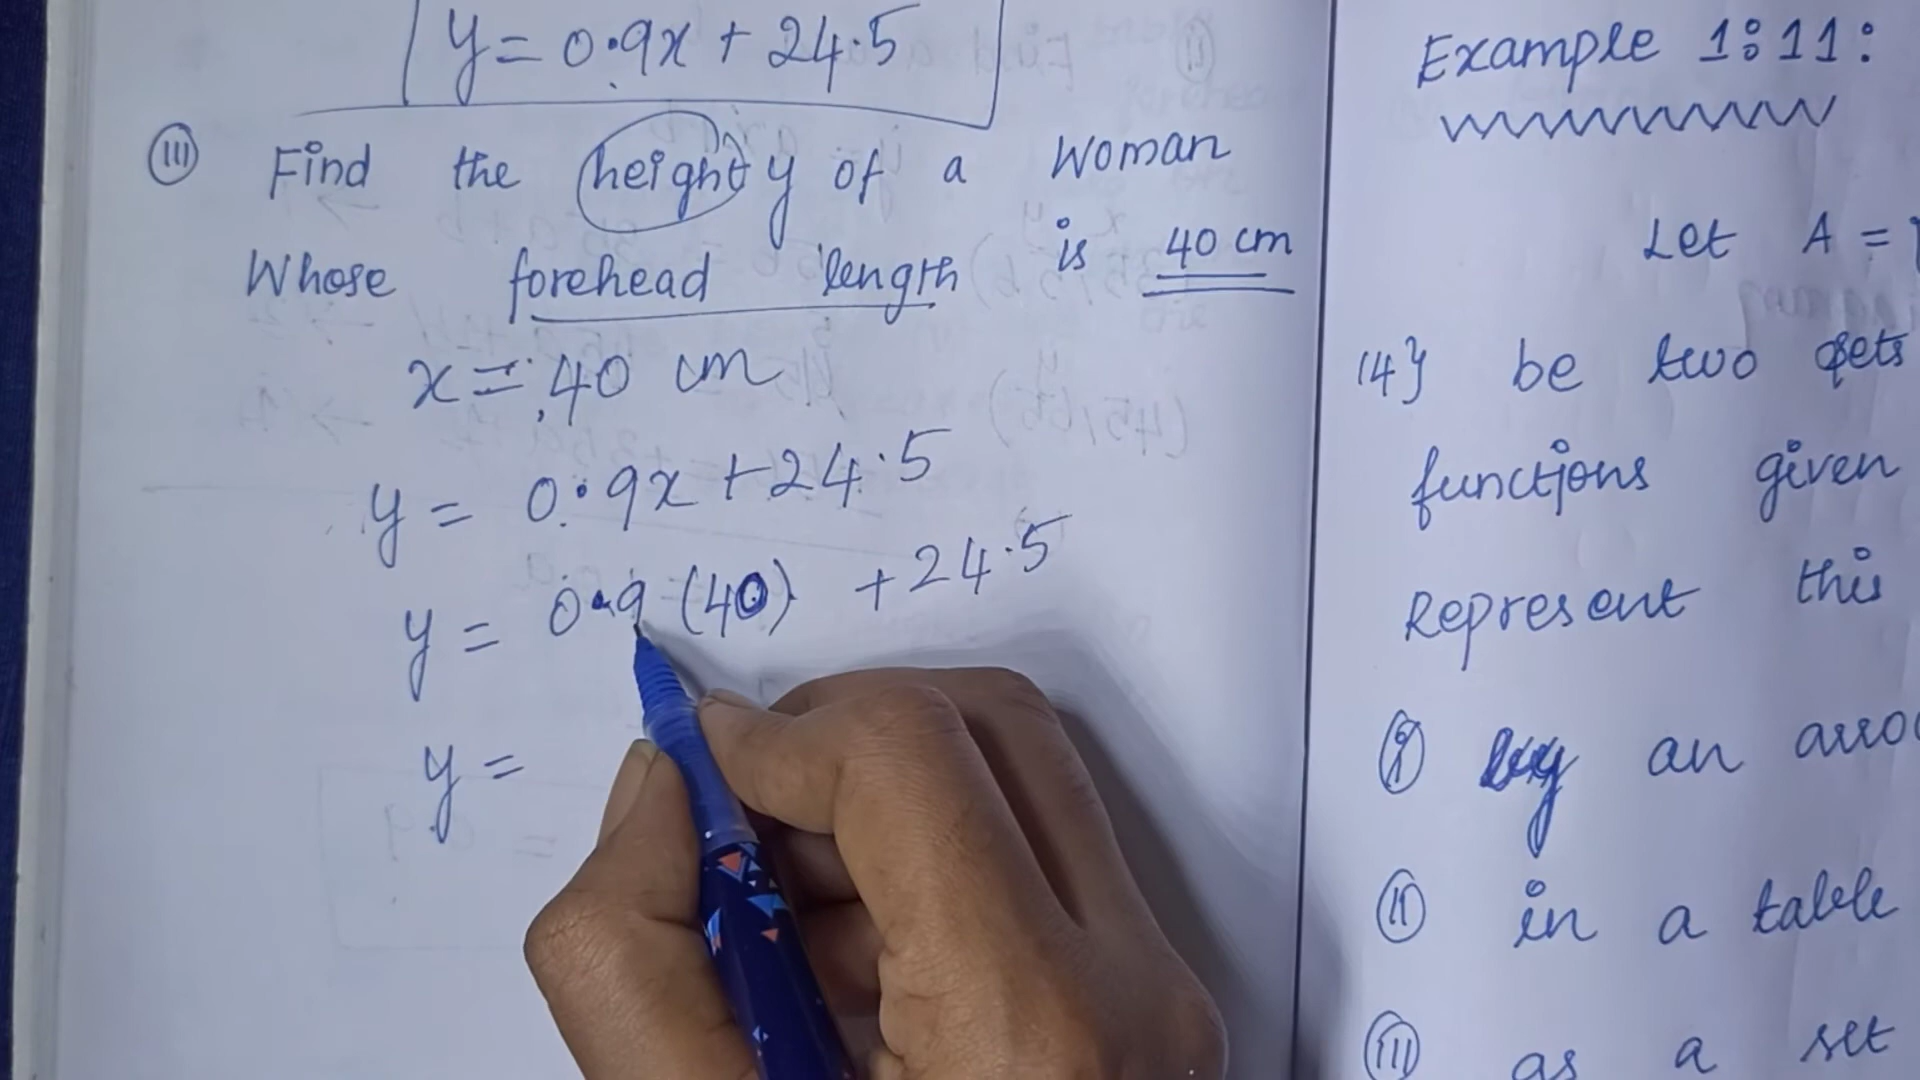 y = 0.9x + 24.5
(iii) Find the height y of a woman
whose forehead length is 40 cm
x = 40 cm
y = 0.9x + 24.5
y = 0.9 (40) + 24.5
y =
Example 1:11:
Let A =
14} be two sets
functions given
Represent this
(i) by an arro
(ii) in a table
(iii) as a set